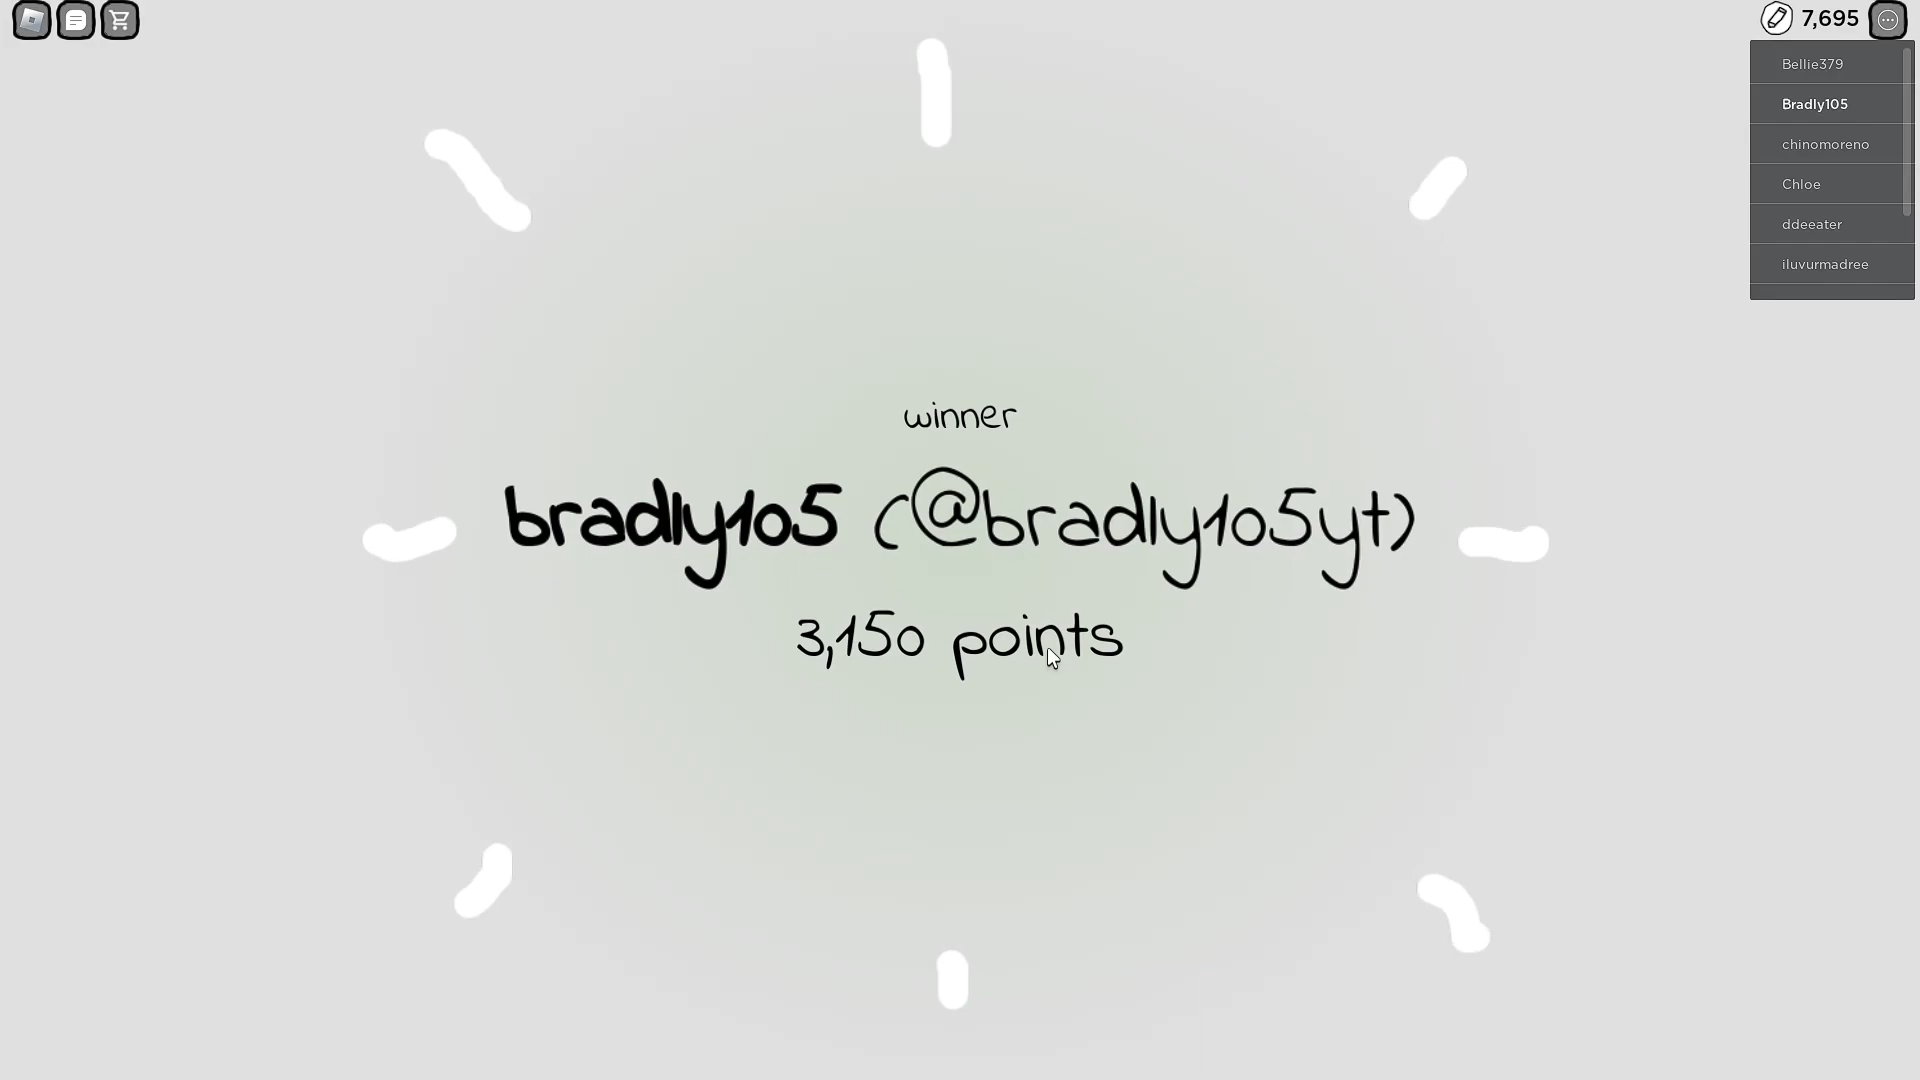 7,695
Bellie379
Bradly105
chinomoreno
Chloe
ddeeater
iluvurmadree
winner
bradly105 (@bradly105yt)
3,150 points